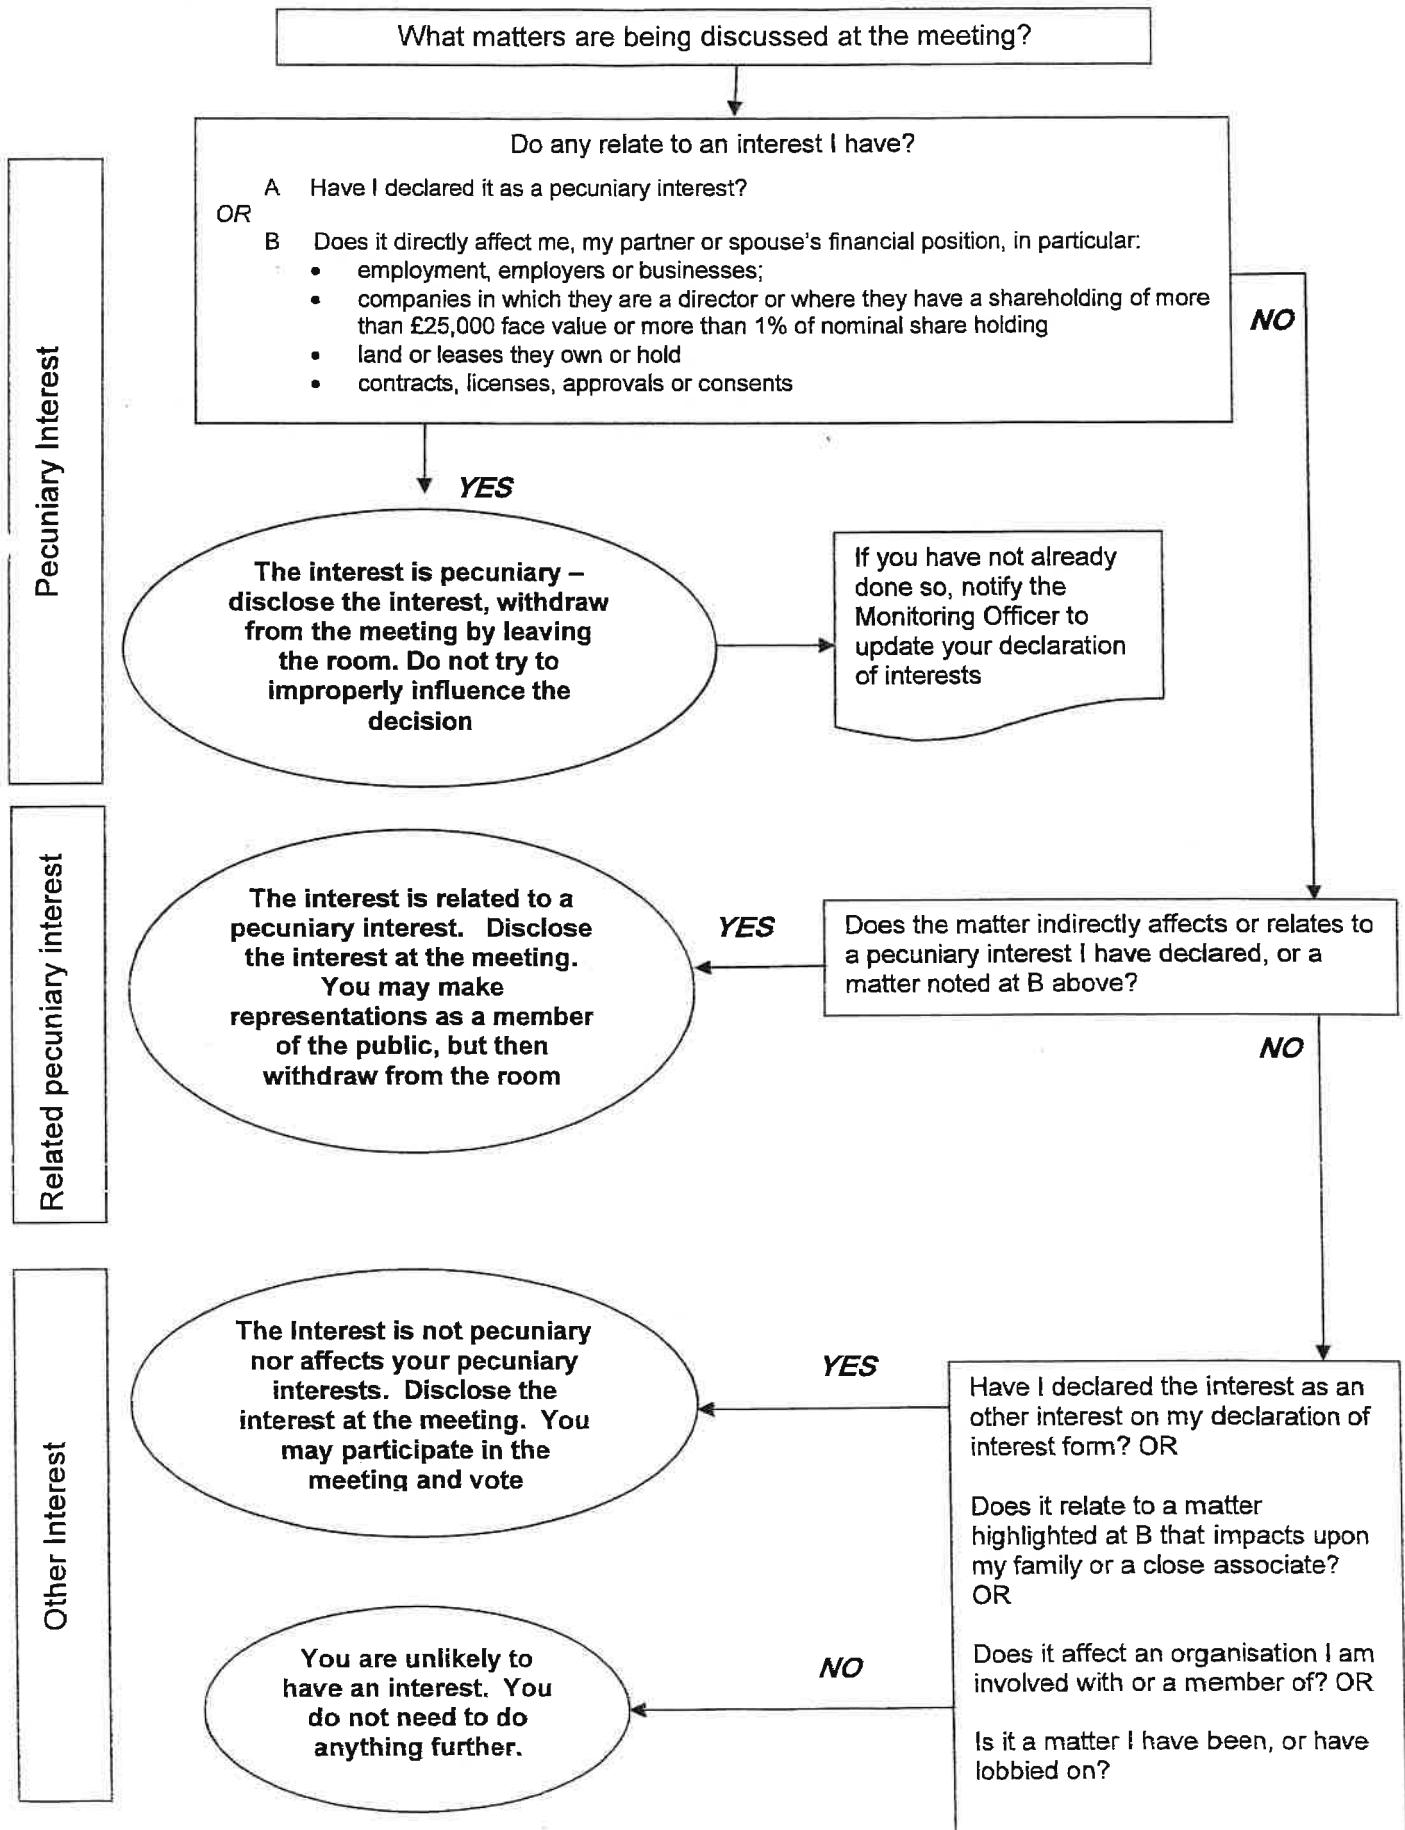 What matters are being discussed at the meeting?
Do any relate to an interest I have?
A Have I declared it as a pecuniary interest?
OR
B Does it directly affect me, my partner or spouse's financial position, in particular:
• employment, employers or businesses;
• companies in which they are a director or where they have a shareholding of more
than £25,000 face value or more than 1% of nominal share holding
• land or leases they own or hold
• contracts, licenses, approvals or consents
NO
Pecuniary Interest
YES
The interest is pecuniary –
disclose the interest, withdraw
from the meeting by leaving
the room. Do not try to
improperly influence the
decision
If you have not already
done so, notify the
Monitoring Officer to
update your declaration
of interests
Related pecuniary interest
The interest is related to a
pecuniary interest. Disclose
the interest at the meeting.
You may make
representations as a member
of the public, but then
withdraw from the room
YES
Does the matter indirectly affects or relates to
a pecuniary interest I have declared, or a
matter noted at B above?
NO
Other Interest
The Interest is not pecuniary
nor affects your pecuniary
interests. Disclose the
interest at the meeting. You
may participate in the
meeting and vote
YES
Have I declared the interest as an
other interest on my declaration of
interest form? OR
Does it relate to a matter
highlighted at B that impacts upon
my family or a close associate?
OR
Does it affect an organisation I am
involved with or a member of? OR
Is it a matter I have been, or have
lobbied on?
NO
You are unlikely to
have an interest. You
do not need to do
anything further.